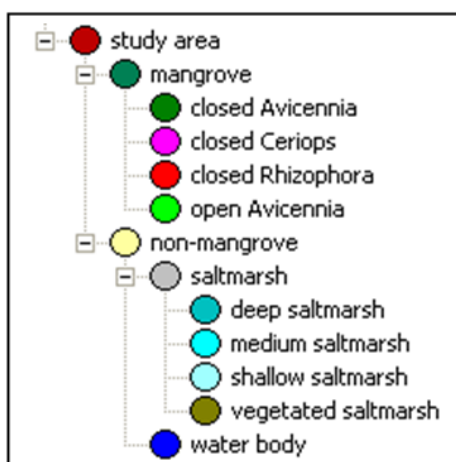 study area
mangrove
closed Avicennia
closed Ceriops
closed Rhizophora
open Avicennia
non-mangrove
saltmarsh
deep saltmarsh
medium saltmarsh
shallow saltmarsh
vegetated saltmarsh
water body